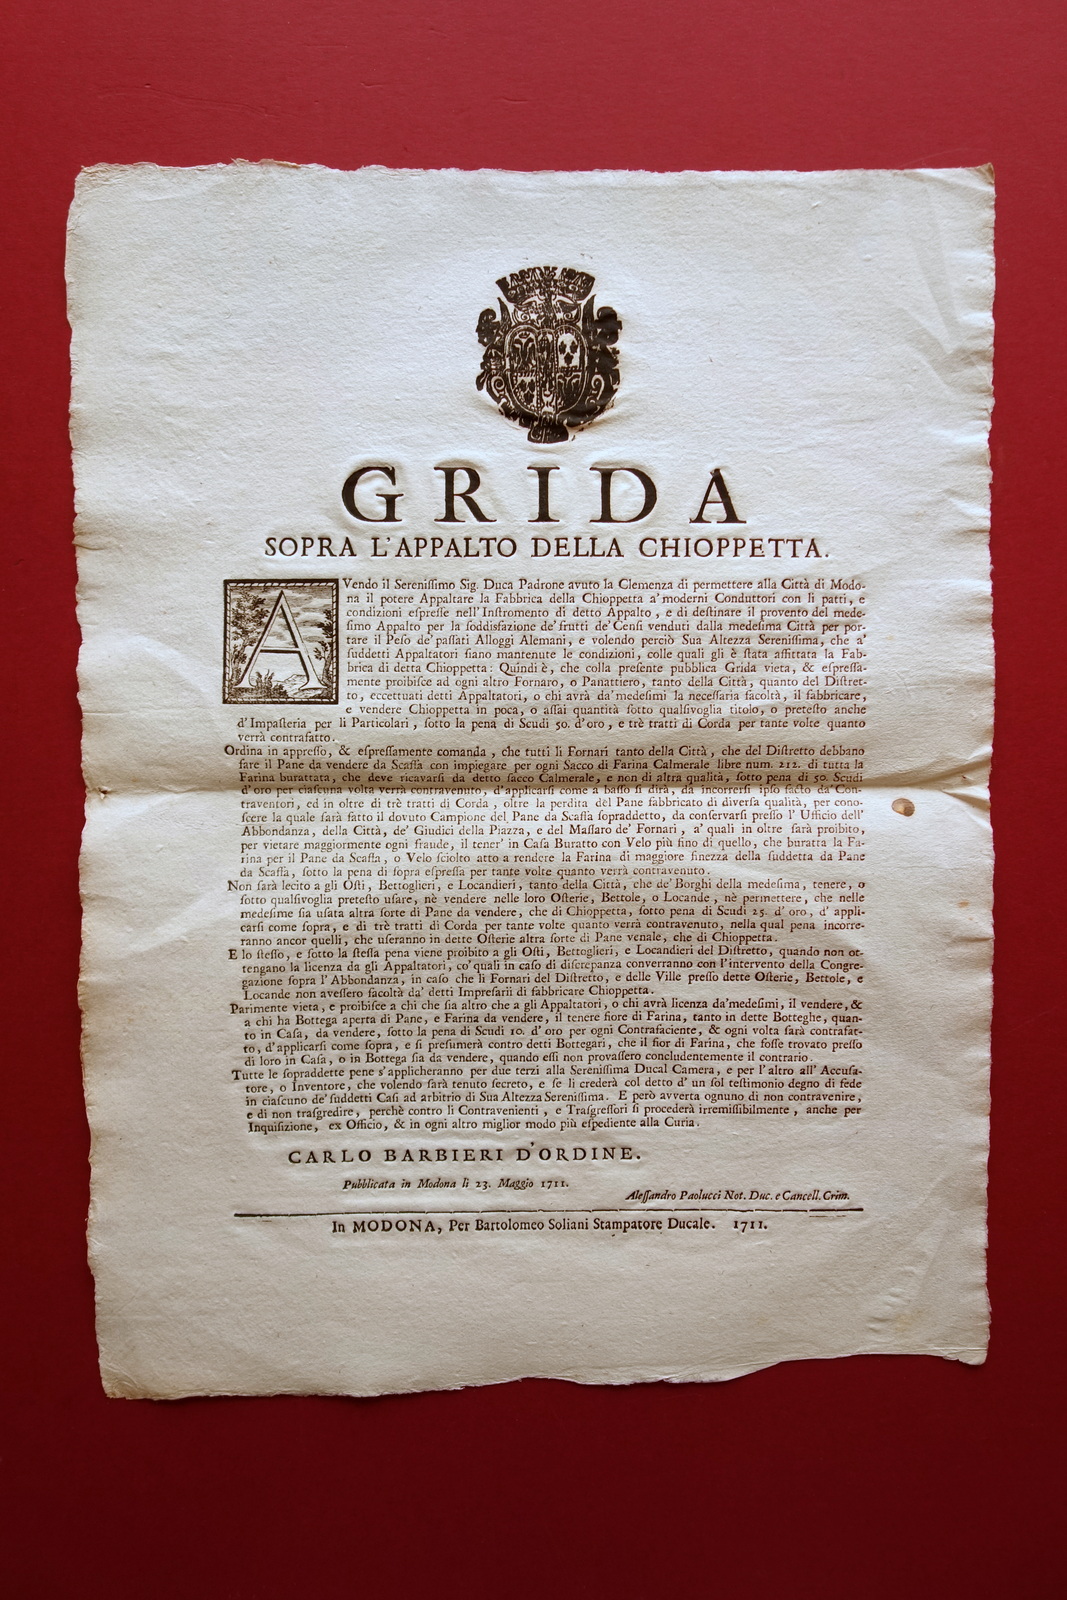 GRIDA
SOPRA L'APPALTO DELLA CHIOPPETTA.
AVendo il Sereniſſimo Sig. Duca Padrone avuto la Clemenza di permettere alla Città di Modo-
na il potere Appaltare la Fabbrica della Chioppetta a' moderni Conduttori con li patti, e
condizioni eſpreſſe nell'Inſtromento di detto Appalto, e di deſtinare il provento del mede-
ſimo Appalto per la ſoddisfazione de' frutti de' Cenſi venduti dalla medeſima Città per por-
tare il Peſo de' paſſati Alloggi Alemani, e volendo perciò Sua Altezza Sereniſſima, che a'
ſuddetti Appaltatori ſiano mantenute le condizioni, colle quali gli è ſtata affittata la Fab-
brica di detta Chioppetta: Quindi è, che colla preſente pubblica Grida vieta, & eſpreſſa-
mente proibiſce ad ogni altro Fornaro, o Panattiero, tanto della Città, quanto del Diſtret-
to, eccettuati detti Appaltatori, o chi avrà da' medeſimi la neceſſaria facoltà, il fabbricare,
e vendere Chioppetta in poca, o aſſai quantità ſotto qualſivoglia titolo, o preteſto anche
d'Impaſteria per li Particolari, ſotto la pena di Scudi 50. d'oro, e trè tratti di Corda per tante volte quanto
verrà contrafatto.
Ordina in appreſſo, & eſpreſſamente comanda, che tutti li Fornari tanto della Città, che del Diſtretto debbano
fare il Pane da vendere da Scaffa con impiegare per ogni Sacco di Farina Calmerale libre num. 212. di tutta la
Farina burattata, che deve ricavarſi da detto ſacco Calmerale, e non di altra qualità, ſotto pena di 50. Scudi
d'oro per ciaſcuna volta verrà contravenuto, d'applicarſi come a baſſo ſi dirà, da incorrerſi ipſo facto da' Con-
traventori, ed in oltre di trè tratti di Corda, oltre la perdita del Pane fabbricato di diverſa qualità, per cono-
ſcere la quale ſarà fatto il dovuto Campione del Pane da Scaffa ſopraddetto, da conſervarſi preſſo l' Ufficio dell'
Abbondanza, della Città, de' Giudici della Piazza, e del Maſſaro de' Fornari, a' quali in oltre ſarà proibito,
per vietare maggiormente ogni fraude, il tener' in Caſa Buratto con Velo più fino di quello, che buratta la Fa-
rina per il Pane da Scaffa, o Velo ſciolto atto a rendere la Farina di maggiore finezza della ſuddetta da Pane
da Scaffa, ſotto la pena di ſopra eſpreſſa per tante volte quanto verrà contravenuto.
Non ſarà lecito a gli Oſti, Bettoglieri, e Locandieri, tanto della Città, che de' Borghi della medeſima, tenere, o
ſotto qualſivoglia preteſto uſare, nè vendere nelle loro Oſterie, Bettole, o Locande, nè permettere, che nelle
medeſime ſia uſata altra ſorte di Pane da vendere, che di Chioppetta, ſotto pena di Scudi 25. d' oro, d' appli-
carſi come ſopra, e di trè tratti di Corda per tante volte quanto verrà contravenuto, nella qual pena incorre-
ranno ancor quelli, che uſeranno in dette Oſterie altra ſorte di Pane venale, che di Chioppetta.
E lo ſteſſo, e ſotto la ſteſſa pena viene proibito a gli Oſti, Bettoglieri, e Locandieri del Diſtretto, quando non ot-
tengano la licenza da gli Appaltatori, co' quali in caſo di diſcrepanza converranno con l'intervento della Congre-
gazione ſopra l' Abbondanza, in caſo che li Fornari del Diſtretto, e delle Ville preſſo dette Oſterie, Bettole, e
Locande non aveſſero facoltà da' detti Impreſarii di fabbricare Chioppetta.
Parimente vieta, e proibiſce a chi che ſia altro che a gli Appaltatori, o chi avrà licenza da' medeſimi, il vendere, &
a chi ha Bottega aperta di Pane, e Farina da vendere, il tenere fiore di Farina, tanto in dette Botteghe, quan-
to in Caſa, da vendere, ſotto la pena di Scudi 10. d' oro per ogni Contrafaciente, & ogni volta ſarà contrafat-
to, d'applicarſi come ſopra, e ſi preſumerà contro detti Bottegari, che il fior di Farina, che foſſe trovato preſſo
di loro in Caſa, o in Bottega ſia da vendere, quando eſſi non provaſſero concludentemente il contrario.
Tutte le ſopraddette pene s'applicheranno per due terzi alla Sereniſs. Ducal Camera, e per l'altro all' Accuſa-
tore, o Inventore, che volendo ſarà tenuto ſecreto, e ſe li crederà col detto d' un ſol teſtimonio degno di fede
in ciaſcuno de' ſuddetti Caſi ad arbitrio di Sua Altezza Sereniſſima. E però avverta ognuno di non contravenire,
e di non traſgredire, perchè contro li Contravenienti, e Traſgreſſori ſi procederà irremiſſibilmente, anche per
Inquiſizione, ex Officio, & in ogni altro miglior modo più eſpediente alla Curia.
CARLO BARBIERI D'ORDINE.
Pubblicata in Modona li 23. Maggio 1711.
Aleſſandro Paolucci Not. Duc. e Cancell. Crim.
In MODONA, Per Bartolomeo Soliani Stampatore Ducale. 1711.